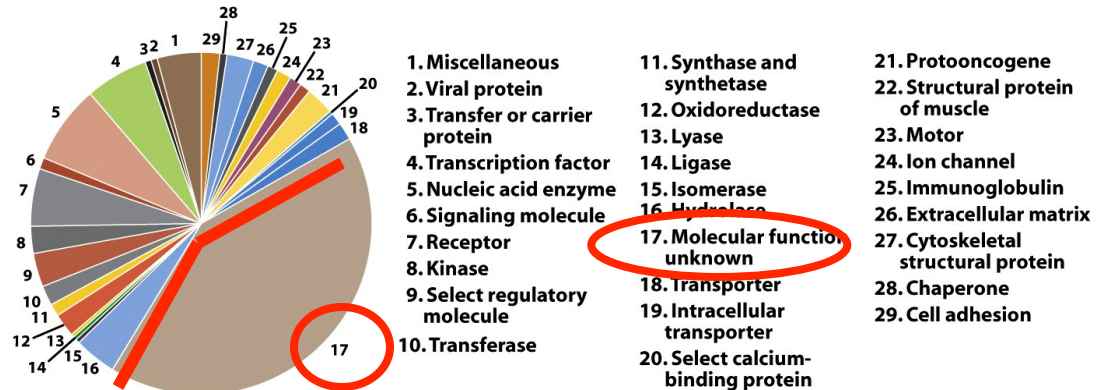 28
29
27
26
25
24
23
22
21
20
19
18
1
3 2
4
5
6
7
8
9
10
11
12
13
14
15
16
17
1. Miscellaneous
2. Viral protein
3. Transfer or carrier
protein
4. Transcription factor
5. Nucleic acid enzyme
6. Signaling molecule
7. Receptor
8. Kinase
9. Select regulatory
molecule
10. Transferase
11. Synthase and
synthetase
12. Oxidoreductase
13. Lyase
14. Ligase
15. Isomerase
16. Hydrolase
17. Molecular function
unknown
18. Transporter
19. Intracellular
transporter
20. Select calcium-
binding protein
21. Protooncogene
22. Structural protein
of muscle
23. Motor
24. Ion channel
25. Immunoglobulin
26. Extracellular matrix
27. Cytoskeletal
structural protein
28. Chaperone
29. Cell adhesion